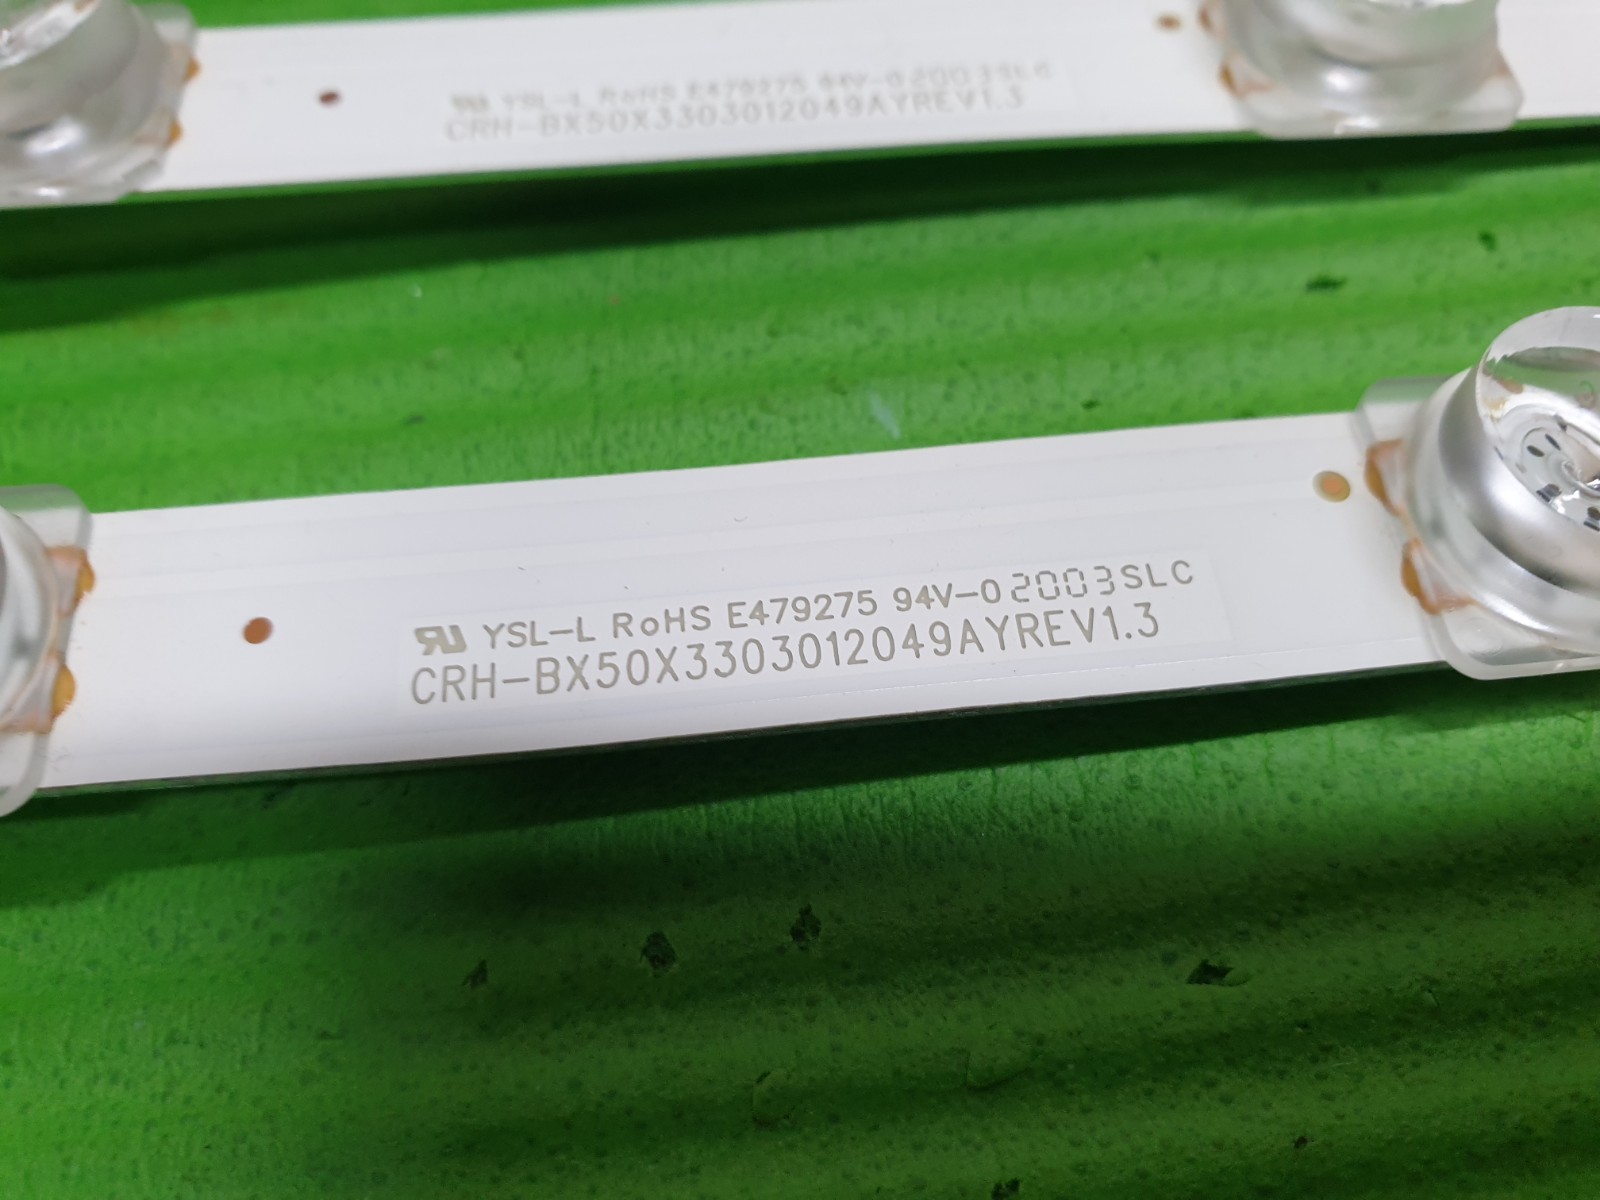 YSL-L RoHS E479275 94V-0 2003SLC
CRH-BX50X3303012049AYREV1.3
YSL-L RoHS E479275 94V-0 2003SLC
CRH-BX50X3303012049AYREV1.3